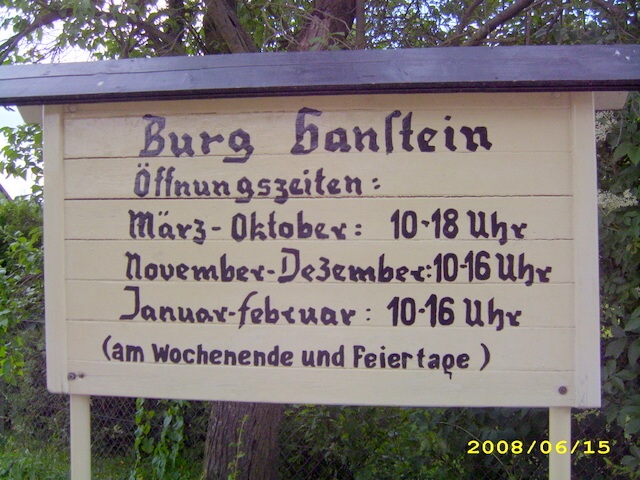 Burg Hanstein
Öffnungszeiten:
März - Oktober: 10-18 Uhr
November-Dezember: 10-16 Uhr
Januar-februar: 10-16 Uhr
(am Wochenende und Feiertage)
2008/06/15